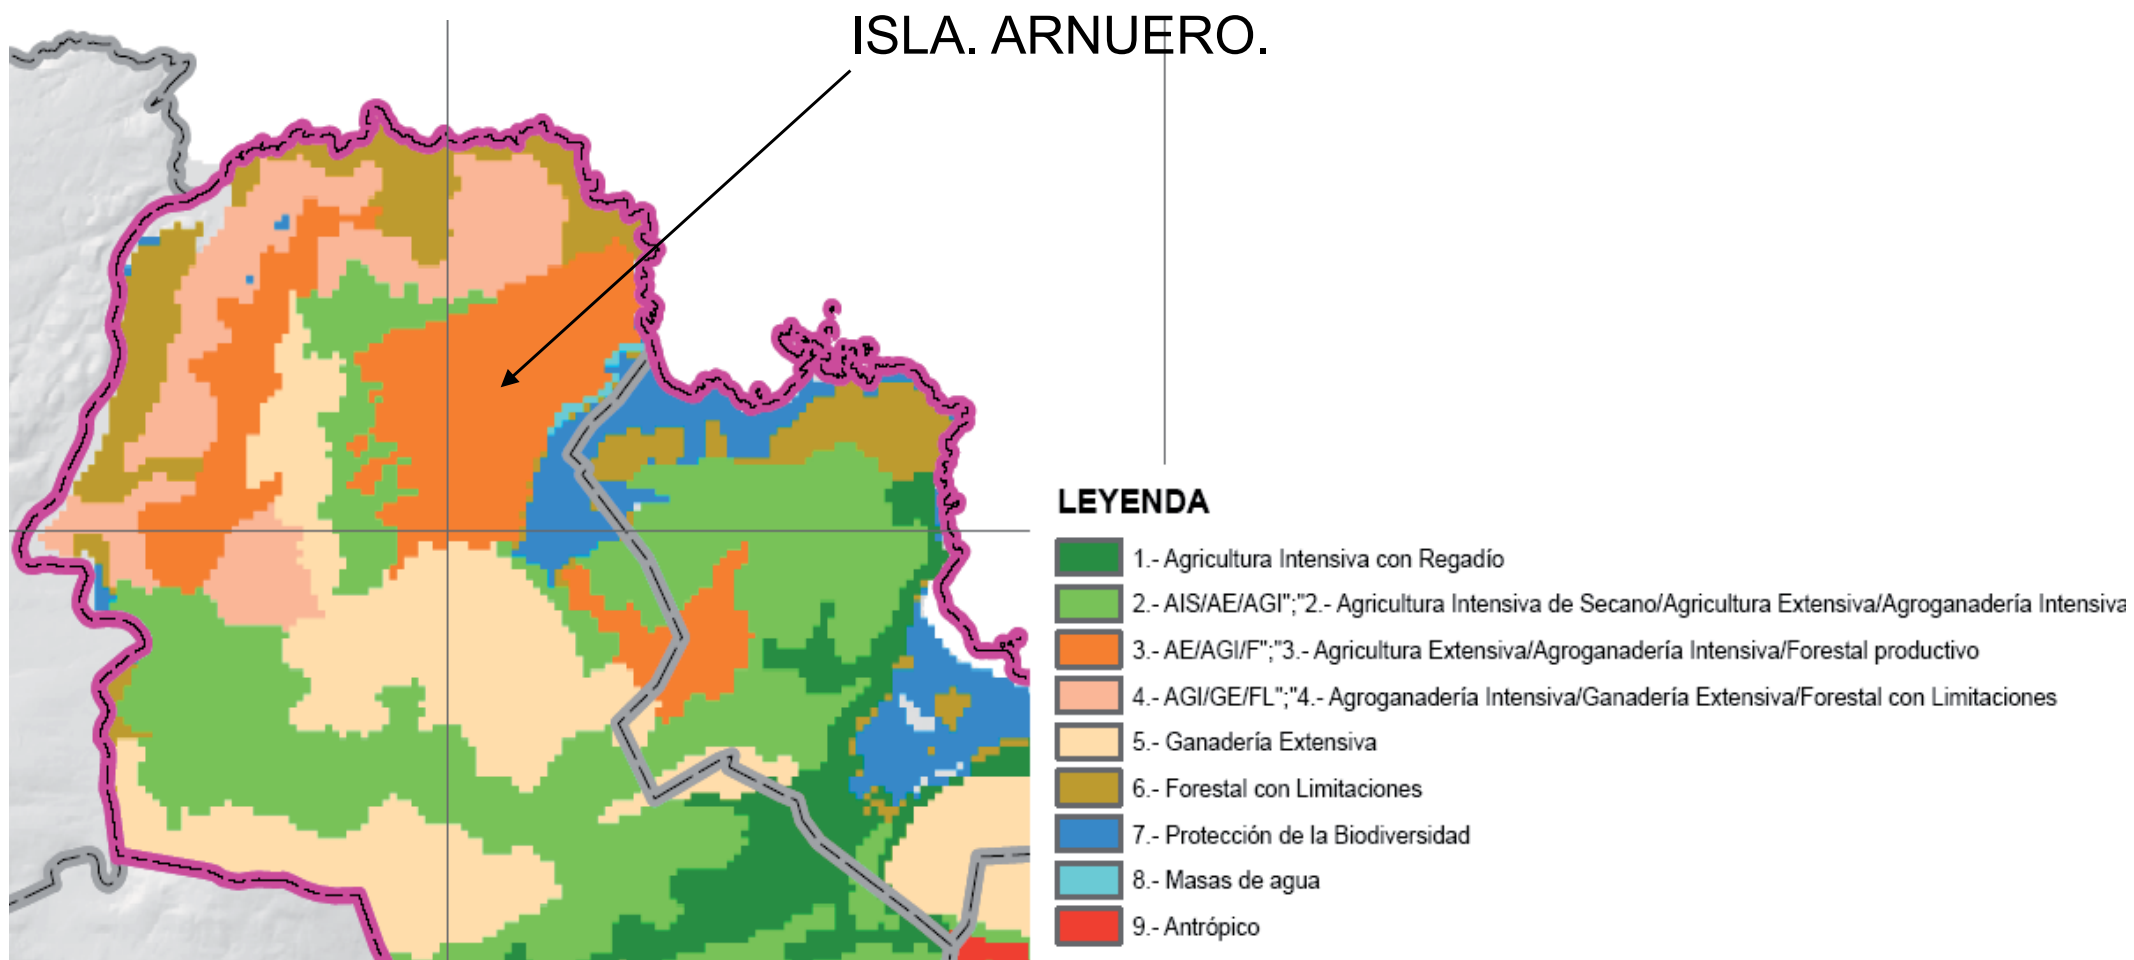 ISLA. ARNUERO.
LEYENDA
1.- Agricultura Intensiva con Regadío
2.- AIS/AE/AGI";"2.- Agricultura Intensiva de Secano/Agricultura Extensiva/Agroganadería Intensiva
3.- AE/AGI/F";"3.- Agricultura Extensiva/Agroganadería Intensiva/Forestal productivo
4.- AGI/GE/FL";"4.- Agroganadería Intensiva/Ganadería Extensiva/Forestal con Limitaciones
5.- Ganadería Extensiva
6.- Forestal con Limitaciones
7.- Protección de la Biodiversidad
8.- Masas de agua
9.- Antrópico